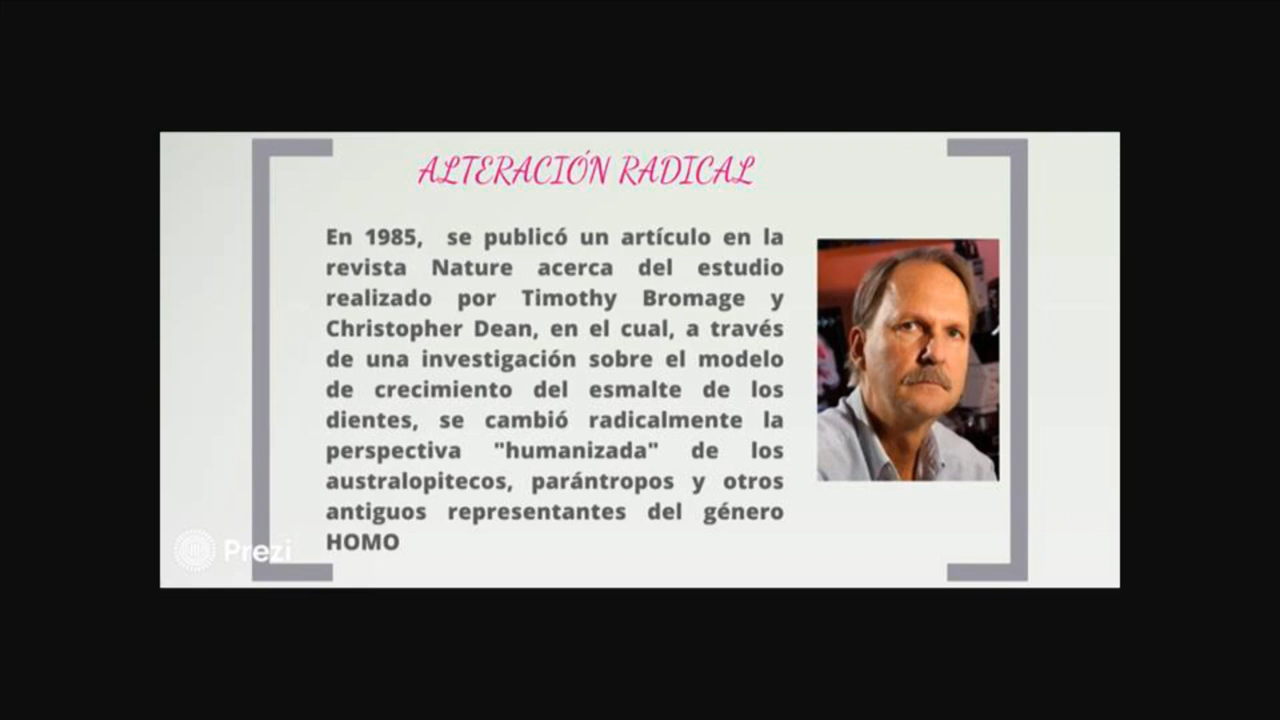 ALTERACIÓN RADICAL
En 1985, se publicó un artículo en la
revista Nature acerca del estudio
realizado por Timothy Bromage y
Christopher Dean, en el cual, a través
de una investigación sobre el modelo
de crecimiento del esmalte de los
dientes, se cambió radicalmente la
perspectiva "humanizada" de los
australopitecos, parántropos y otros
antiguos representantes del género
HOMO
Prezi